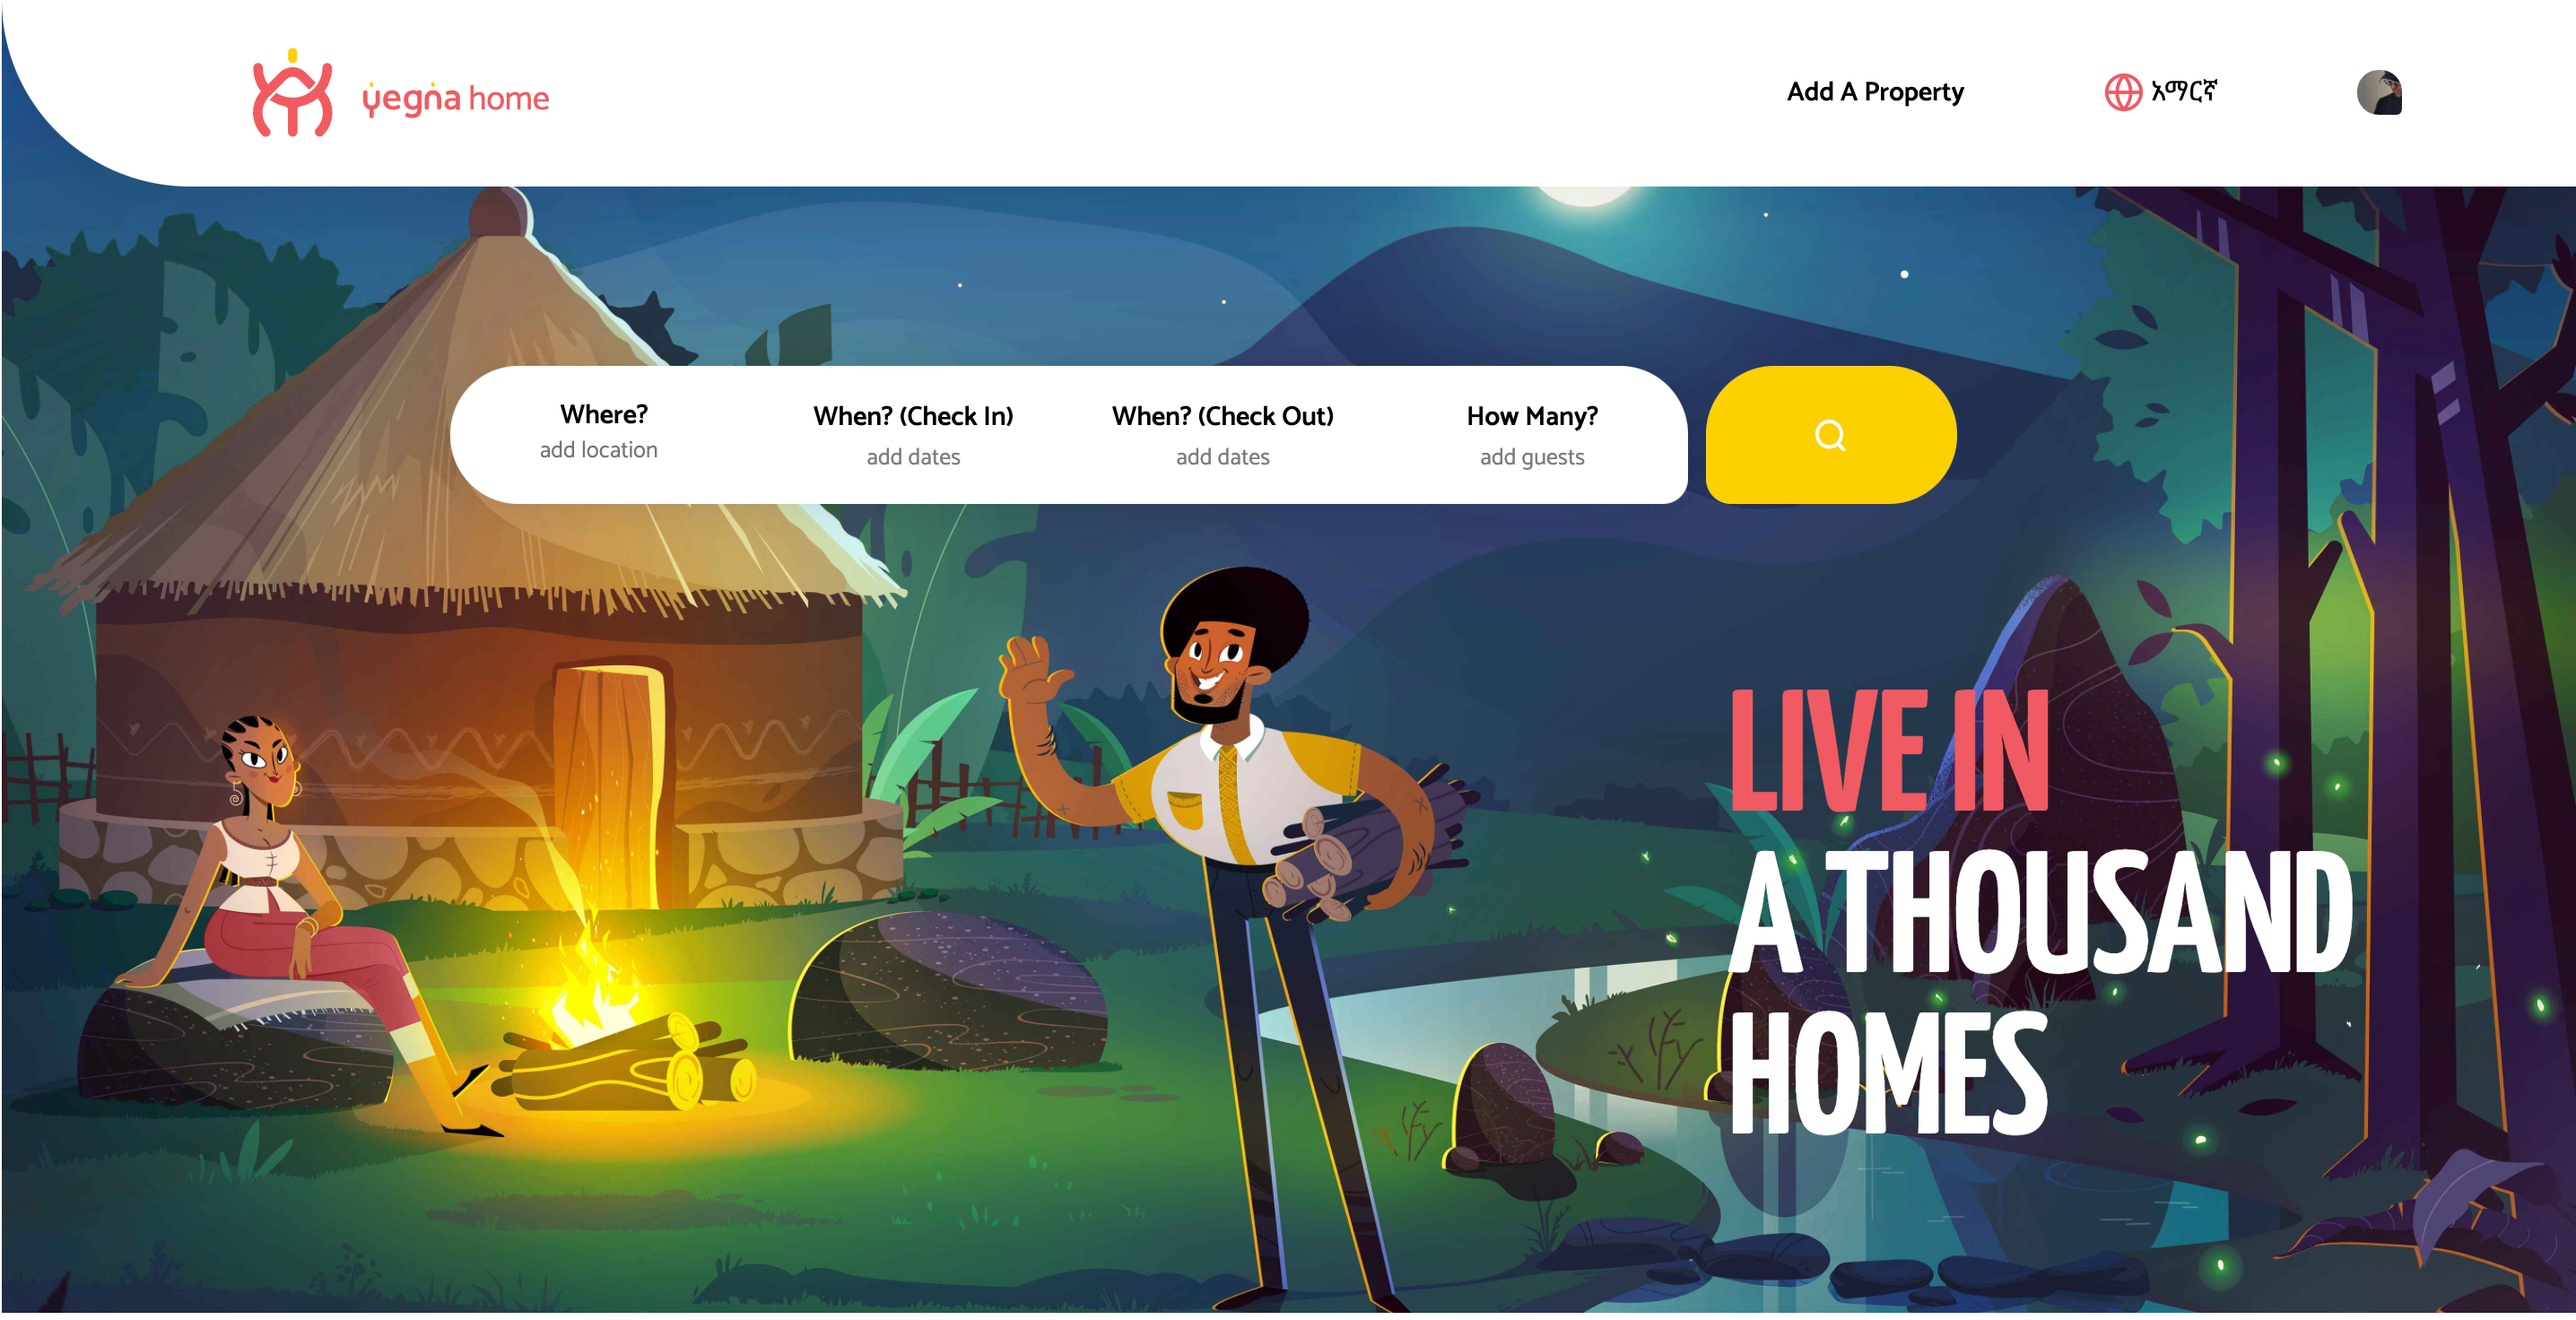 yegna home
Add A Property
አማርኛ
Where?
add location
When? (Check In)
add dates
When? (Check Out)
add dates
How Many?
add guests
LIVE IN
A THOUSAND
HOMES